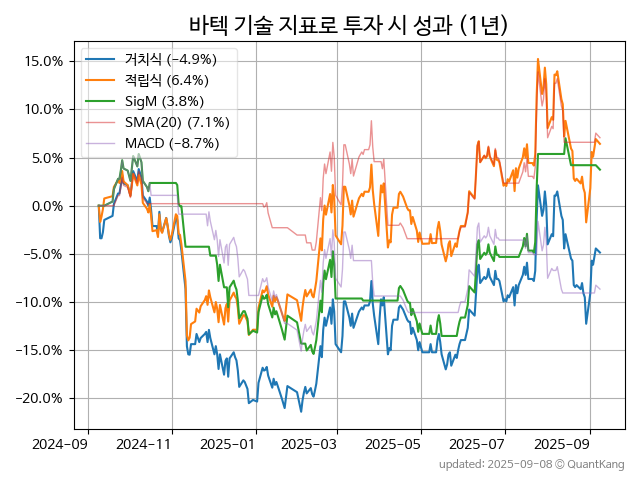 바텍 기술 지표로 투자 시 성과 (1년)
거치식 (−4.9%)
적립식 (6.4%)
SigM (3.8%)
SMA(20) (7.1%)
MACD (−8.7%)
15.0%
10.0%
5.0%
0.0%
−5.0%
−10.0%
−15.0%
−20.0%
2024-09 2024-11 2025-01 2025-03 2025-05 2025-07 2025-09
updated: 2025-09-08 ⓒ QuantKang